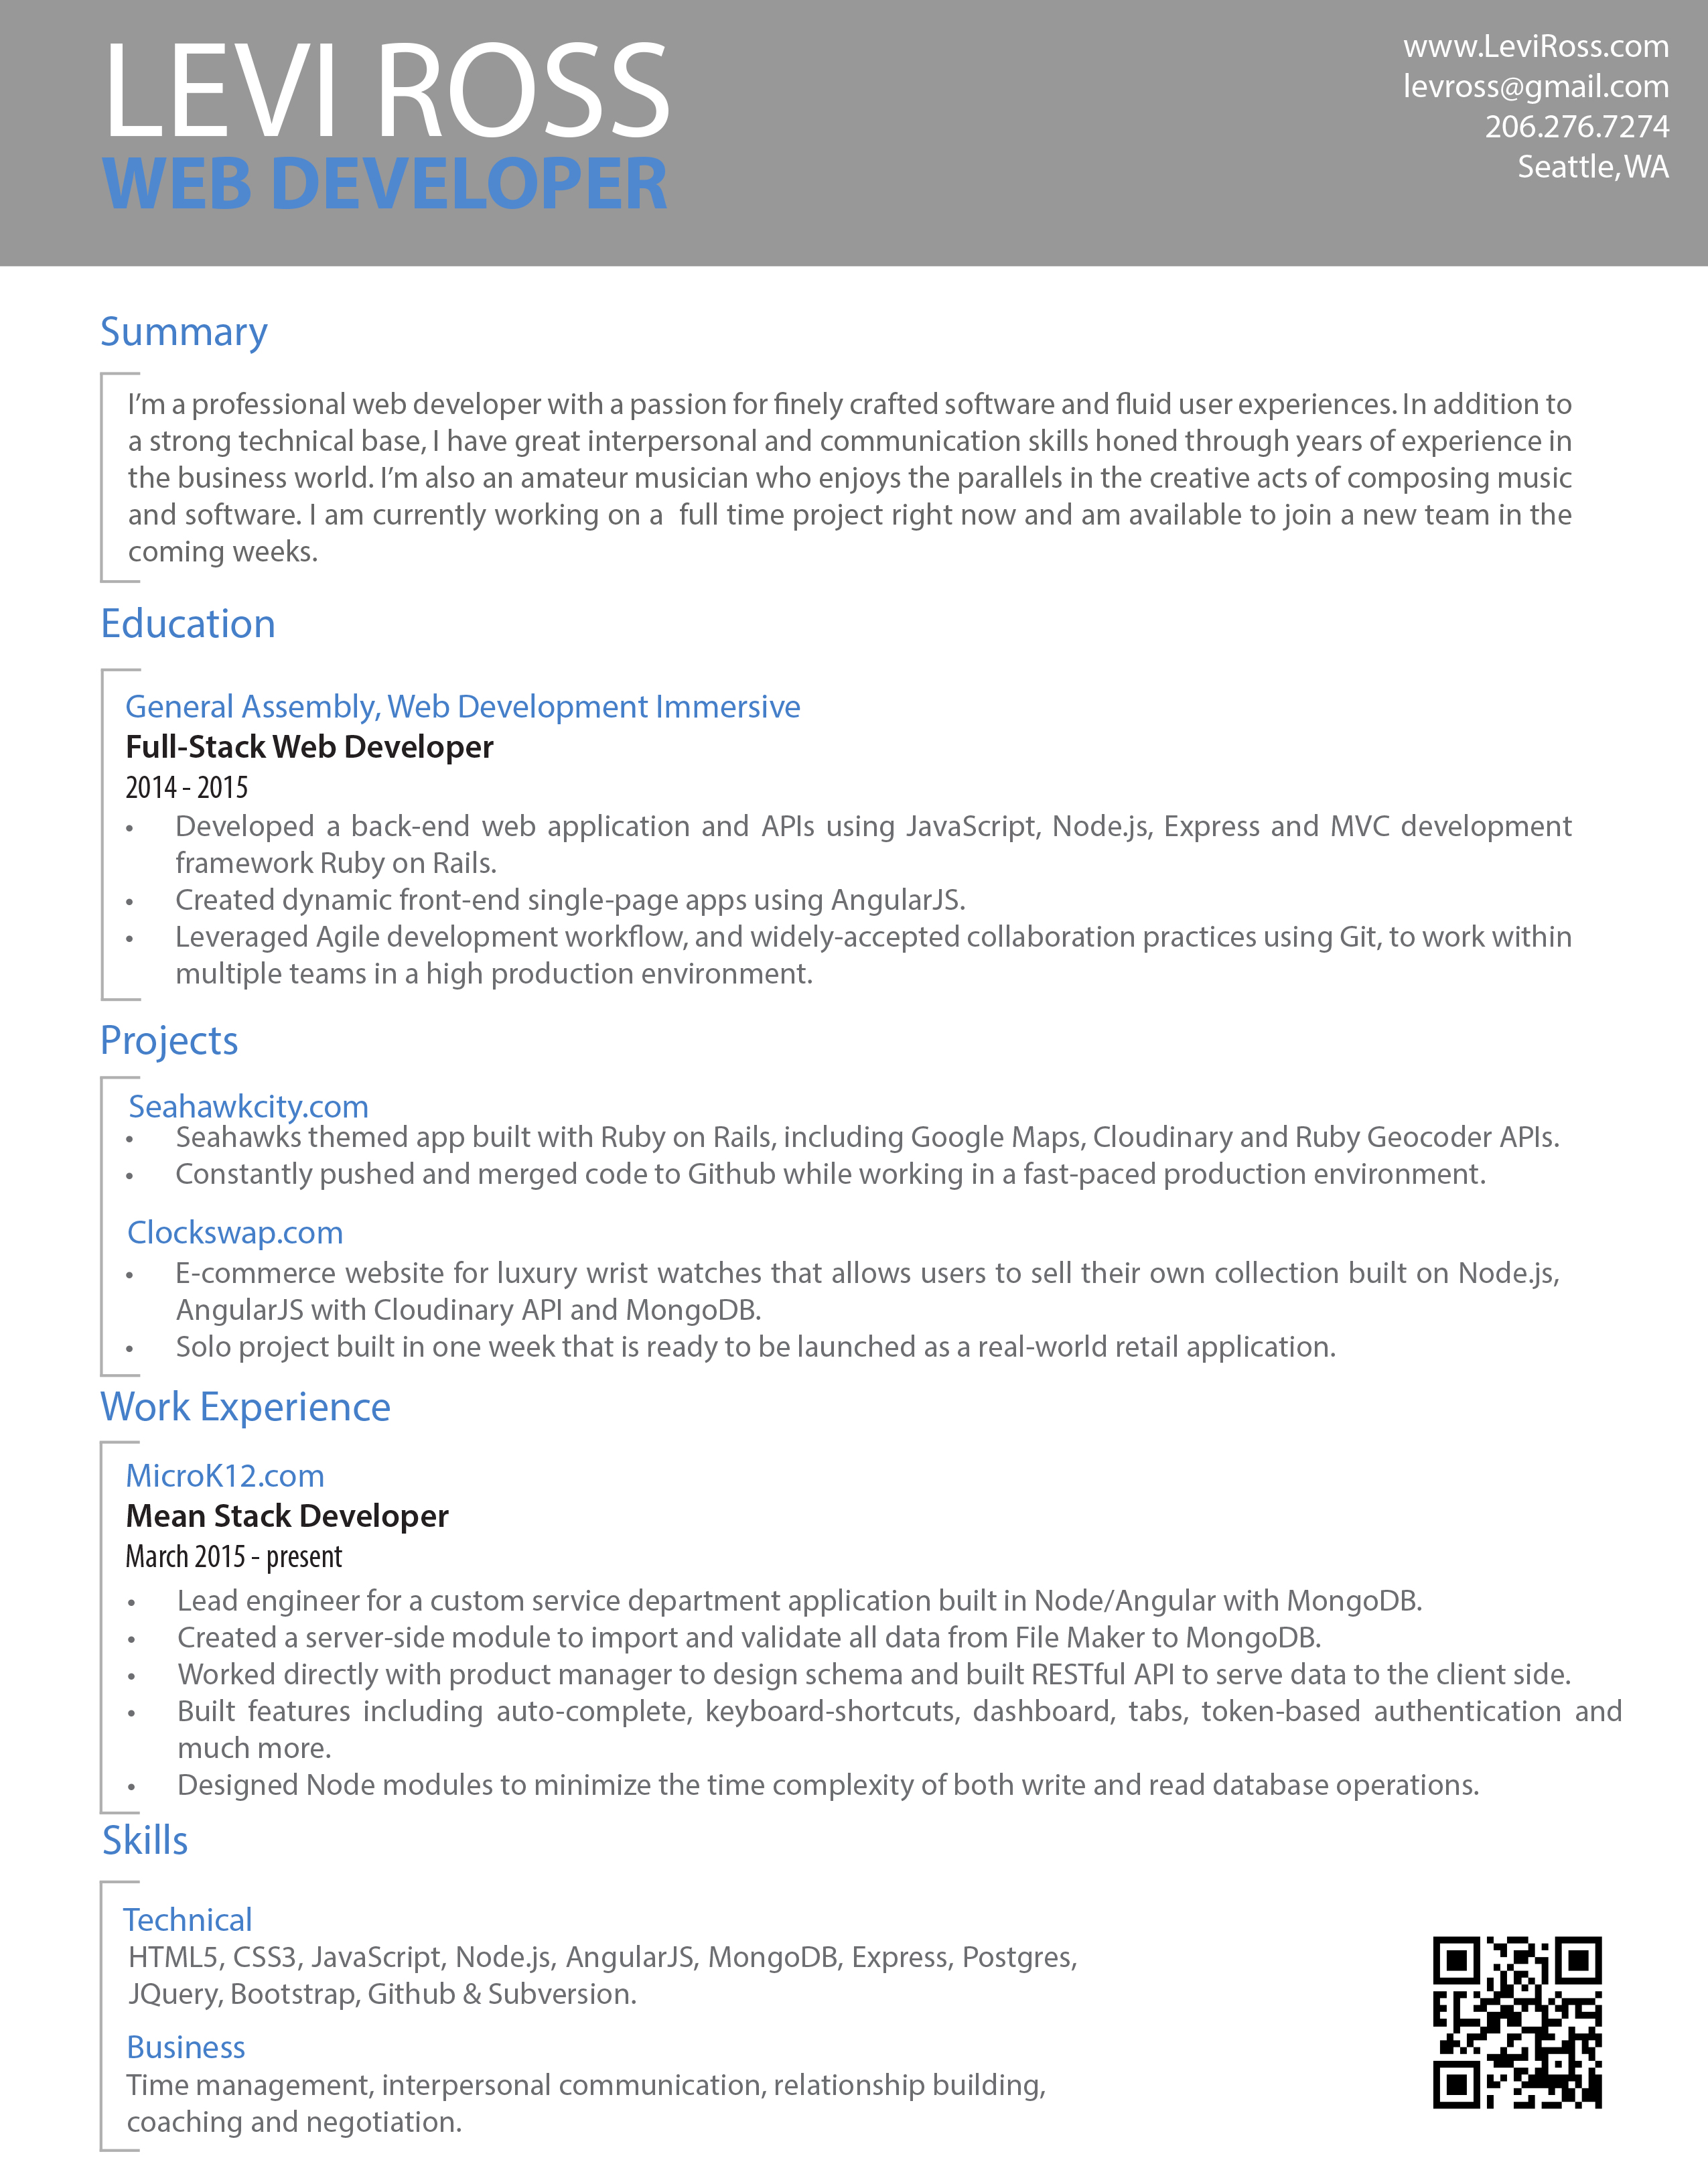 LEVI ROSS
WEB DEVELOPER
www.LeviRoss.com
levross@gmail.com
206.276.7274
Seattle, WA
Summary
I’m a professional web developer with a passion for finely crafted software and fluid user experiences. In addition to
a strong technical base, I have great interpersonal and communication skills honed through years of experience in
the business world. I’m also an amateur musician who enjoys the parallels in the creative acts of composing music
and software. I am currently working on a  full time project right now and am available to join a new team in the
coming weeks.
Education
General Assembly, Web Development Immersive
Full-Stack Web Developer
2014 - 2015
• Developed a back-end web application and APIs using JavaScript, Node.js, Express and MVC development
framework Ruby on Rails.
• Created dynamic front-end single-page apps using AngularJS.
• Leveraged Agile development workflow, and widely-accepted collaboration practices using Git, to work within
multiple teams in a high production environment.
Projects
Seahawkcity.com
• Seahawks themed app built with Ruby on Rails, including Google Maps, Cloudinary and Ruby Geocoder APIs.
• Constantly pushed and merged code to Github while working in a fast-paced production environment.
Clockswap.com
• E-commerce website for luxury wrist watches that allows users to sell their own collection built on Node.js,
AngularJS with Cloudinary API and MongoDB.
• Solo project built in one week that is ready to be launched as a real-world retail application.
Work Experience
MicroK12.com
Mean Stack Developer
March 2015 - present
• Lead engineer for a custom service department application built in Node/Angular with MongoDB.
• Created a server-side module to import and validate all data from File Maker to MongoDB.
• Worked directly with product manager to design schema and built RESTful API to serve data to the client side.
• Built features including auto-complete, keyboard-shortcuts, dashboard, tabs, token-based authentication and
much more.
• Designed Node modules to minimize the time complexity of both write and read database operations.
Skills
Technical
HTML5, CSS3, JavaScript, Node.js, AngularJS, MongoDB, Express, Postgres,
JQuery, Bootstrap, Github & Subversion.
Business
Time management, interpersonal communication, relationship building,
coaching and negotiation.